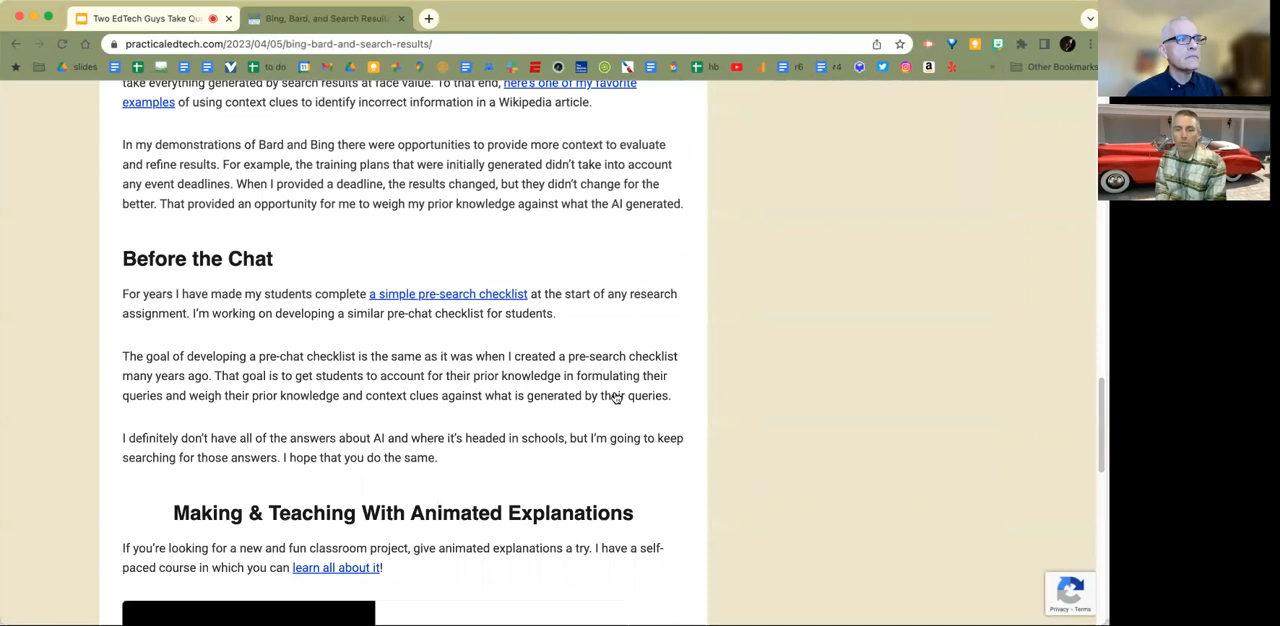 Two EdTech Guys Take Qu
Bing, Bard, and Search Result
practicaledtech.com/2023/04/05/bing-bard-and-search-results/
slides
to do
hb
r6
r4
Other Bookmarks
take everything generated by search results at face value. To that end, here's one of my favorite
examples of using context clues to identify incorrect information in a Wikipedia article.
In my demonstrations of Bard and Bing there were opportunities to provide more context to evaluate
and refine results. For example, the training plans that were initially generated didn't take into account
any event deadlines. When I provided a deadline, the results changed, but they didn't change for the
better. That provided an opportunity for me to weigh my prior knowledge against what the AI generated.
Before the Chat
For years I have made my students complete a simple pre-search checklist at the start of any research
assignment. I'm working on developing a similar pre-chat checklist for students.
The goal of developing a pre-chat checklist is the same as it was when I created a pre-search checklist
many years ago. That goal is to get students to account for their prior knowledge in formulating their
queries and weigh their prior knowledge and context clues against what is generated by their queries.
I definitely don't have all of the answers about AI and where it's headed in schools, but I'm going to keep
searching for those answers. I hope that you do the same.
Making & Teaching With Animated Explanations
If you're looking for a new and fun classroom project, give animated explanations a try. I have a self-
paced course in which you can learn all about it!
Privacy - Terms